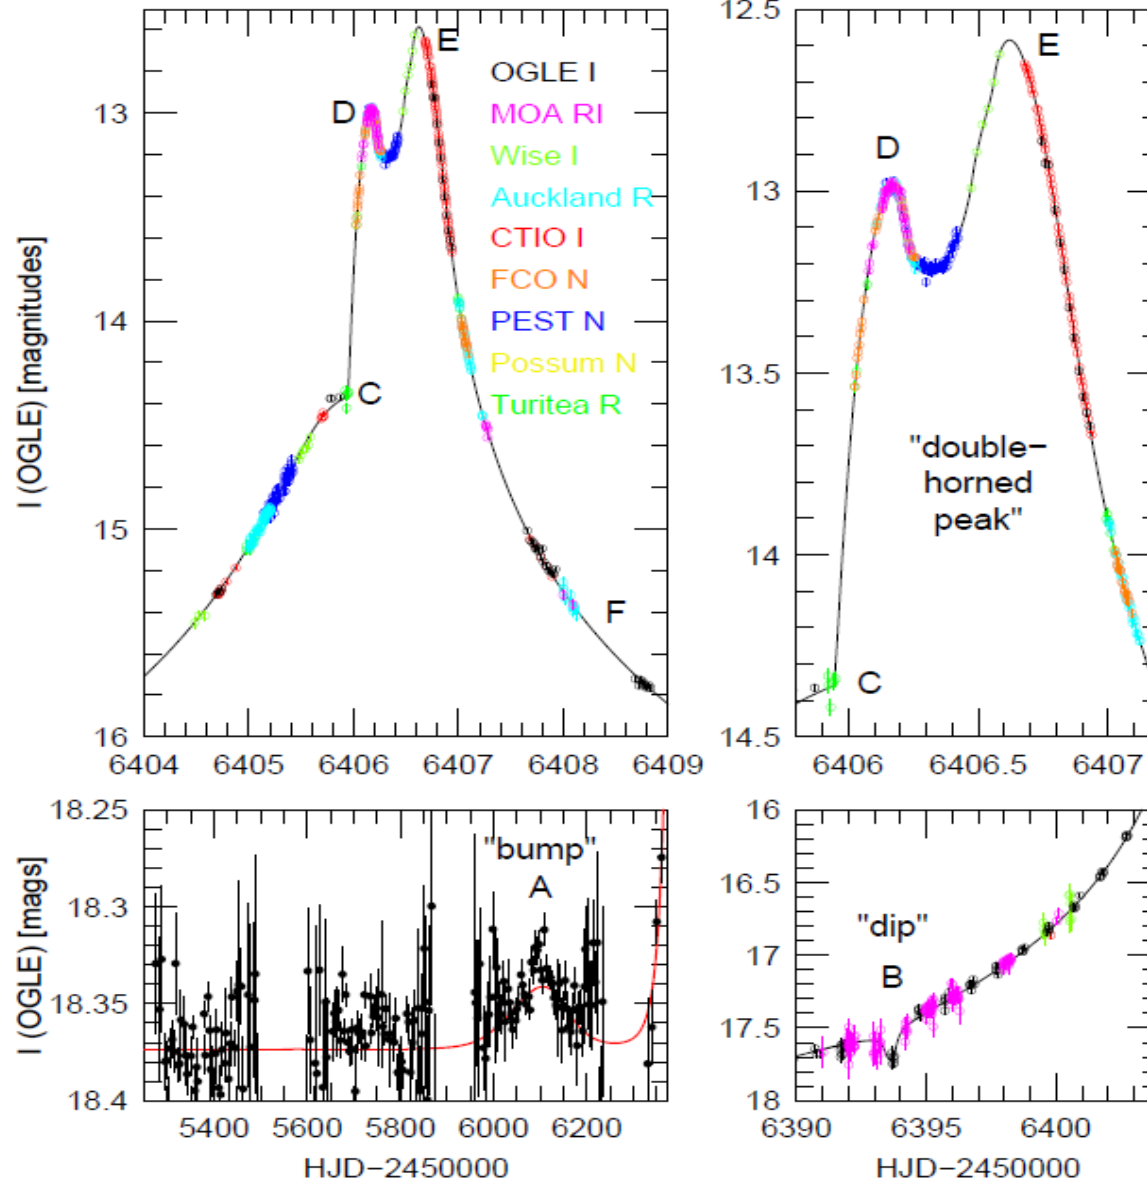 I (OGLE) [magnitudes]
13
14
15
16
6404 6405 6406 6407 6408 6409
C
D
E
F
OGLE I
MOA RI
Wise I
Auckland R
CTIO I
FCO N
PEST N
Possum N
Turitea R
12.5
13
13.5
14
14.5
6406 6406.5 6407
C
D
E
"double−
horned
peak"
I (OGLE) [mags]
18.25
18.3
18.35
18.4
5400 5600 5800 6000 6200
HJD−2450000
"bump"
A
16
16.5
17
17.5
18
6390 6395 6400
HJD−2450000
"dip"
B